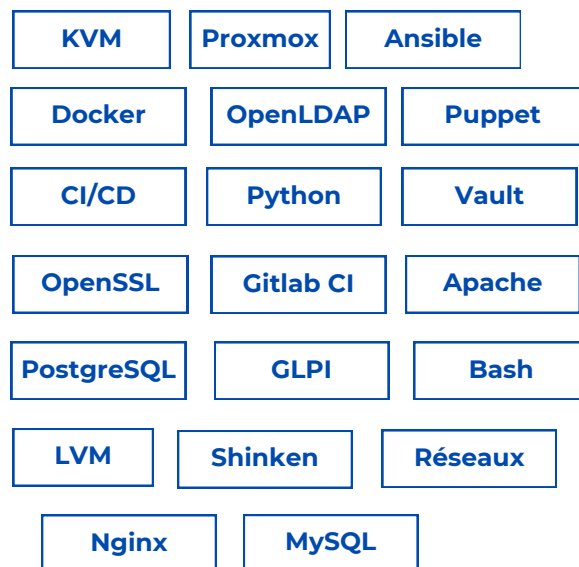 KVM Proxmox Ansible
Docker OpenLDAP Puppet
CI/CD Python Vault
OpenSSL Gitlab CI Apache
PostgreSQL GLPI Bash
LVM Shinken Réseaux
Nginx MySQL